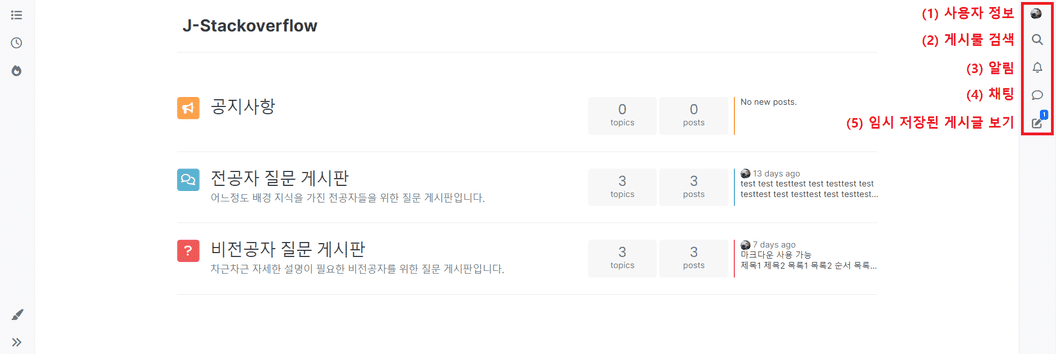 J-Stackoverflow
(1) 사용자 정보
(2) 게시물 검색
(3) 알림
(4) 채팅
(5) 임시 저장된 게시글 보기
1
공지사항
0
topics
0
posts
No new posts.
전공자 질문 게시판
어느정도 배경 지식을 가진 전공자들을 위한 질문 게시판입니다.
3
topics
3
posts
13 days ago
test test testtest test testtest test
testtest test testtest test testtest...
?
비전공자 질문 게시판
차근차근 자세한 설명이 필요한 비전공자를 위한 질문 게시판입니다.
3
topics
3
posts
7 days ago
마크다운 사용 가능
제목1 제목2 목록1 목록2 순서 목록...